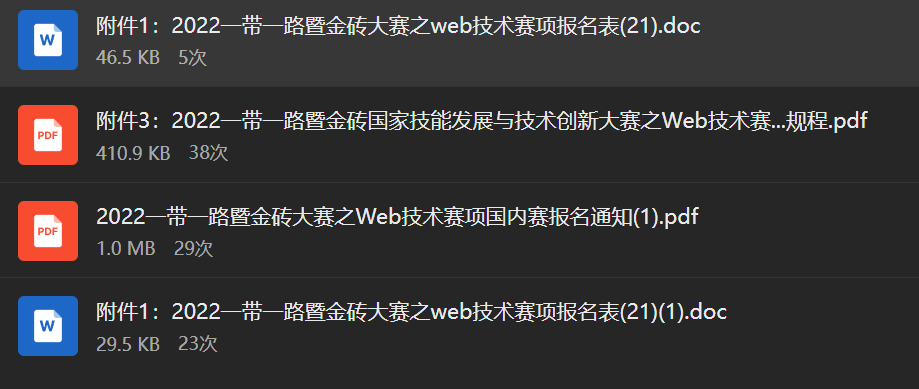 W
附件1：2022一带一路暨金砖大赛之web技术赛项报名表(21).doc
46.5 KB 5次
PDF
附件3：2022一带一路暨金砖国家技能发展与技术创新大赛之Web技术赛...规程.pdf
410.9 KB 38次
PDF
2022一带一路暨金砖大赛之Web技术赛项国内赛报名通知(1).pdf
1.0 MB 29次
W
附件1：2022一带一路暨金砖大赛之web技术赛项报名表(21)(1).doc
29.5 KB 23次